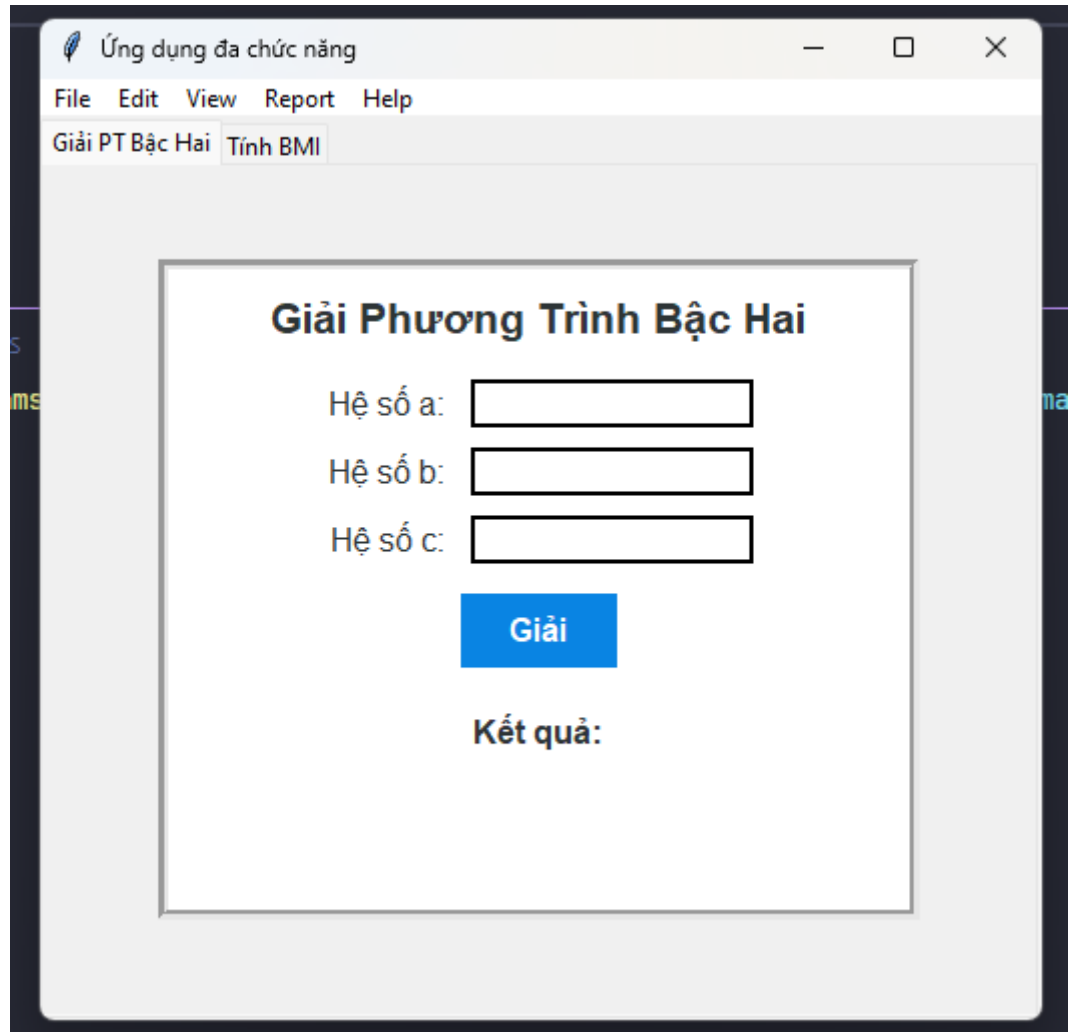 Ứng dụng đa chức năng
File Edit View Report Help
Giải PT Bậc Hai Tính BMI
Giải Phương Trình Bậc Hai
Hệ số a:
Hệ số b:
Hệ số c:
Giải
Kết quả: